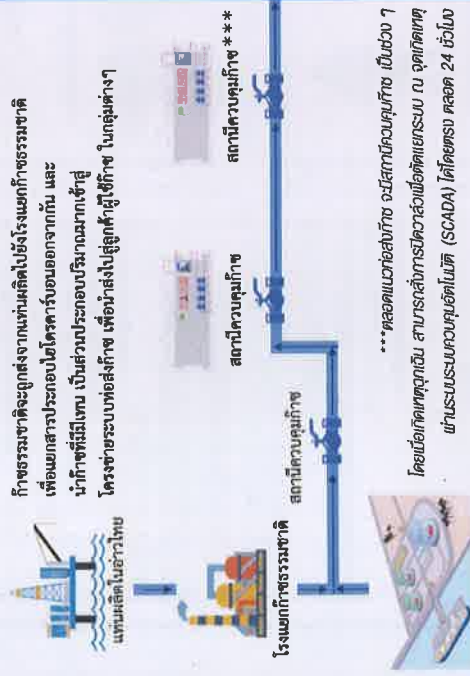 ก๊าซธรรมชาติจะถูกส่งจากแท่นผลิตไปยังโรงแยกก๊าซธรรมชาติ
เพื่อแยกสารประกอบไฮโดรคาร์บอนออกจากกัน และ
นำก๊าซที่มีมีเทน เป็นส่วนประกอบปริมาณมากเข้าสู่
โครงข่ายระบบท่อส่งก๊าซ เพื่อนำส่งไปสู่ลูกค้าผู้ใช้ก๊าซ ในกลุ่มต่างๆ
แท่นผลิตในอ่าวไทย
โรงแยกก๊าซธรรมชาติ
สถานีควบคุมก๊าซ
สถานีควบคุมก๊าซ
สถานีควบคุมก๊าซ***
***ตลอดแนวท่อส่งก๊าซ จะมีสถานีควบคุมก๊าซ เป็นช่วง ๆ
โดยเมื่อเกิดเหตุฉุกเฉิน สามารถสั่งการปิดวาล์วเพื่อตัดแยกระบบ ณ จุดเกิดเหตุ
ผ่านระบบระบบควบคุมอัตโนมัติ (SCADA) ได้โดยตรง ตลอด 24 ชั่วโมง